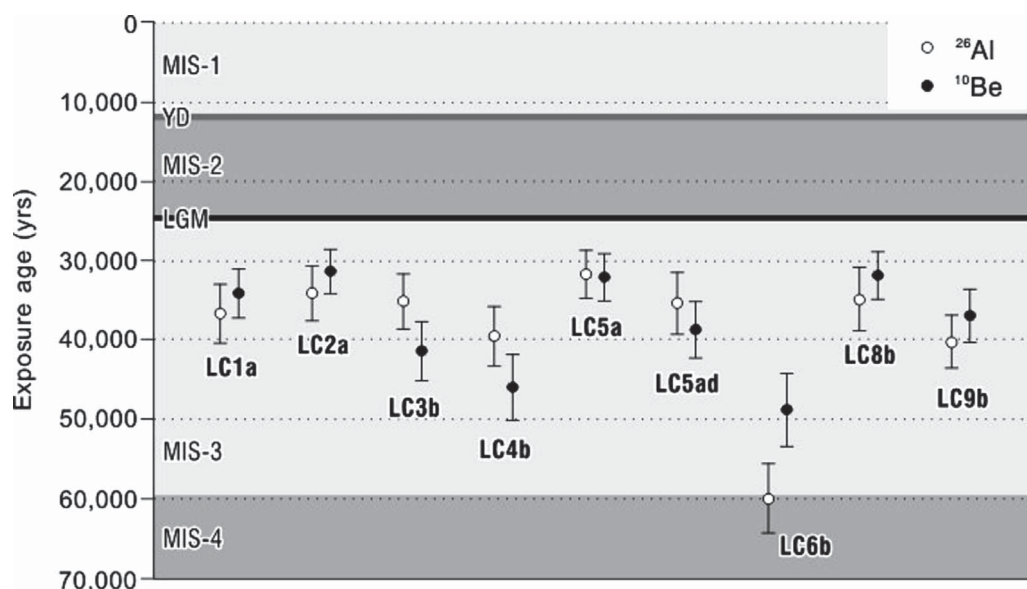 0
10,000
20,000
30,000
40,000
50,000
60,000
70,000
Exposure age (yrs)
MIS-1
YD
MIS-2
LGM
MIS-3
MIS-4
²⁶Al
¹⁰Be
LC1a
LC2a
LC3b
LC4b
LC5a
LC5ad
LC6b
LC8b
LC9b